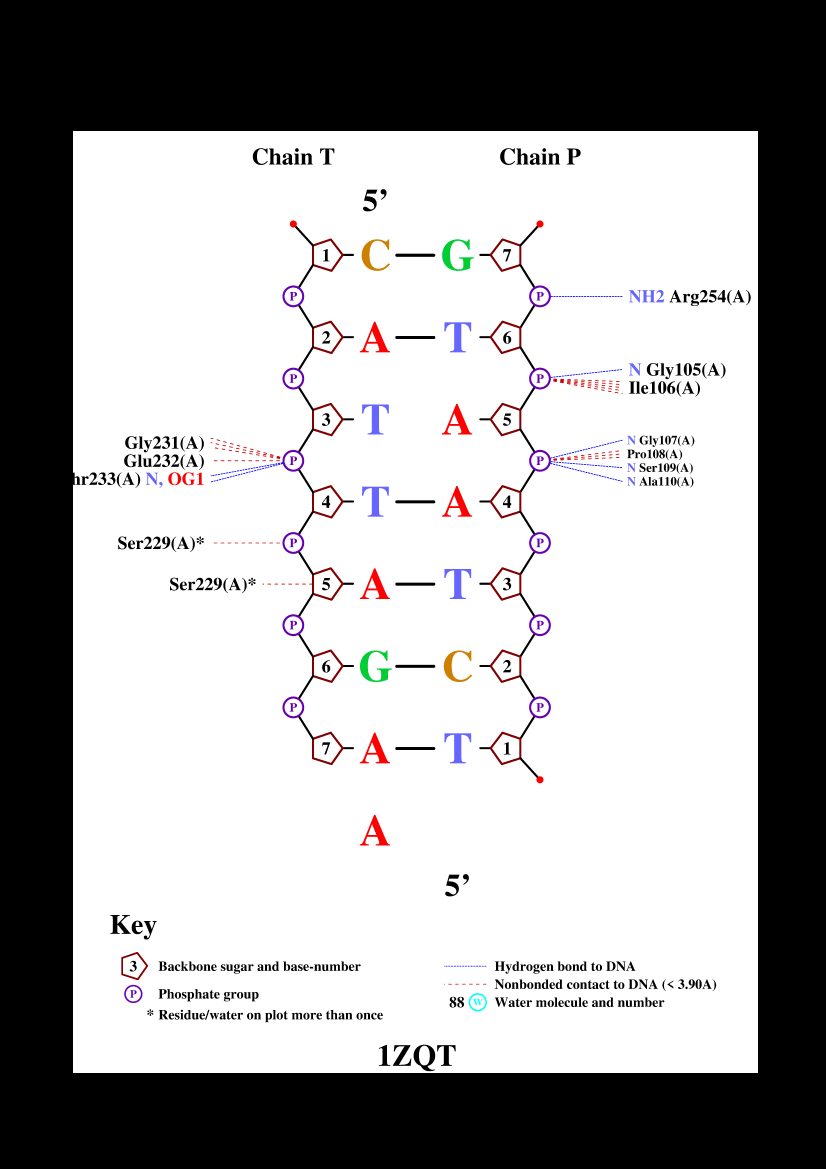 Chain T Chain P
5’
1 C G 7
P P NH2 Arg254(A)
2 A T 6
P P N Gly105(A)
Ile106(A)
3 T A 5
Gly231(A) N Gly107(A)
Pro108(A)
Glu232(A) P P
N Ser109(A)
hr233(A) N, OG1 N Ala110(A)
4 T A 4
Ser229(A)* P P
Ser229(A)* 5 A T 3
P P
6 G C 2
P P
7 A T 1
A
5’
Key
3 Backbone sugar and base-number
P Phosphate group
* Residue/water on plot more than once
Hydrogen bond to DNA
Nonbonded contact to DNA (< 3.90A)
88 W Water molecule and number
1ZQT